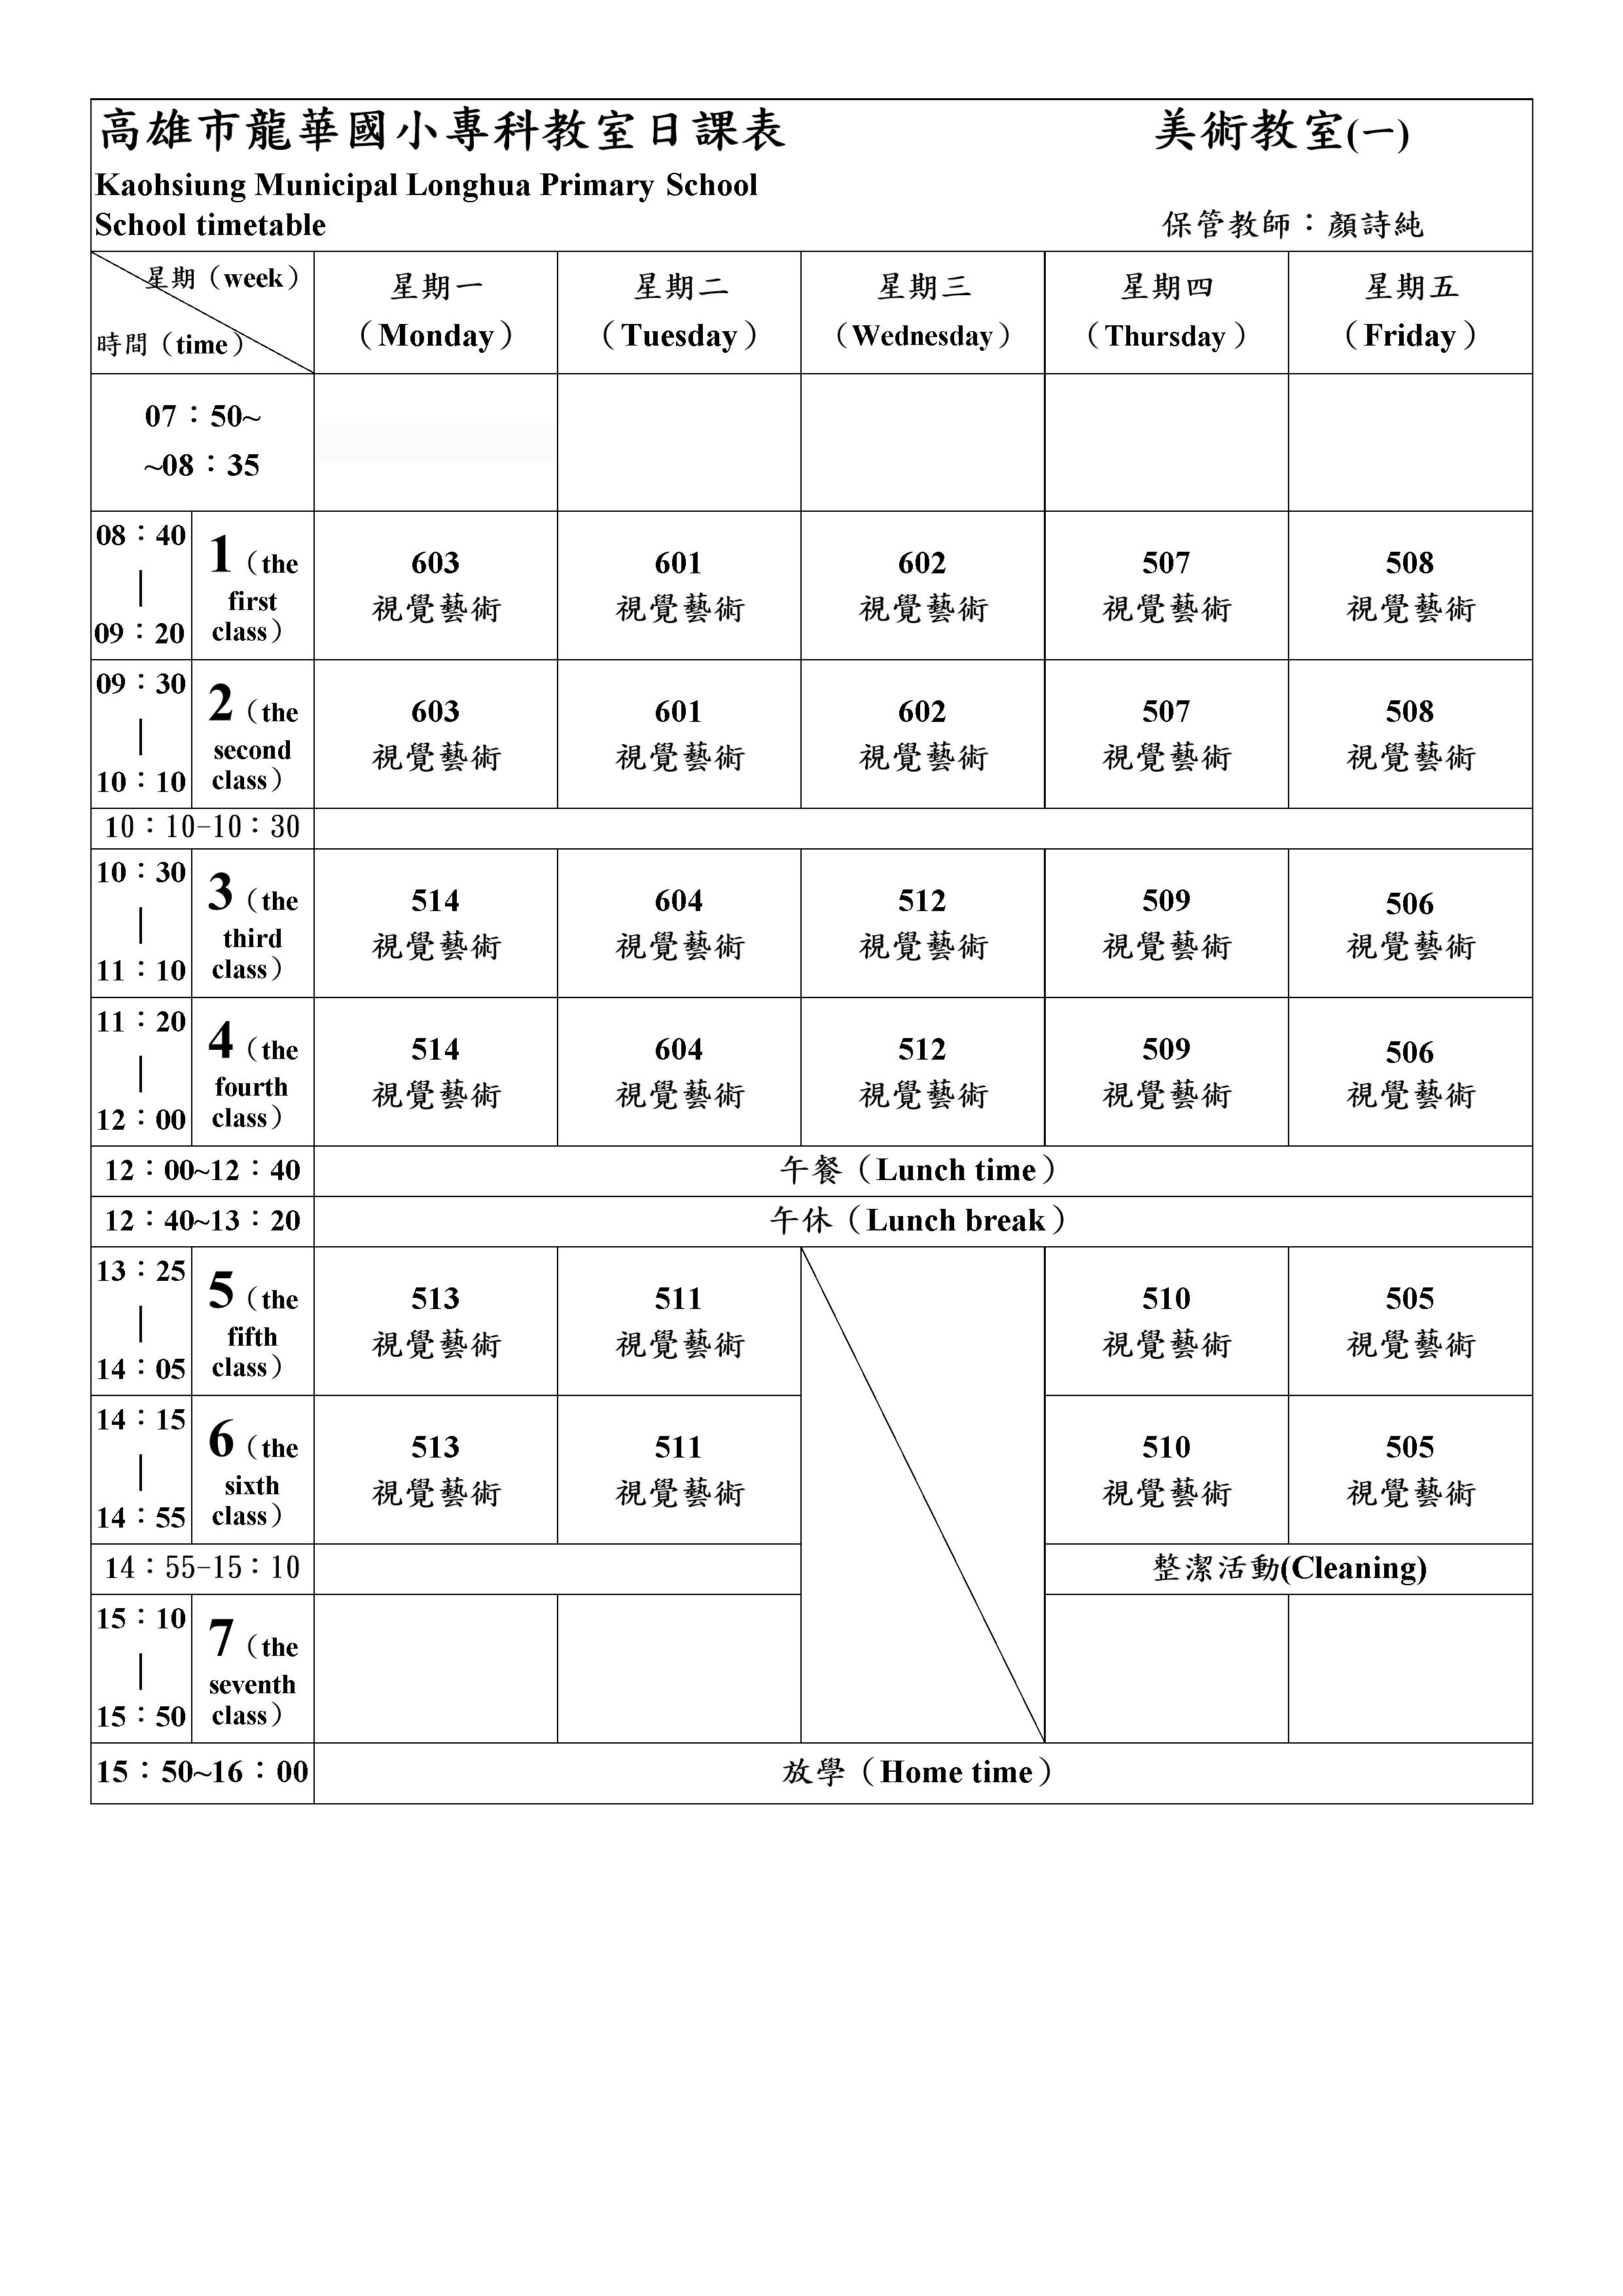 高雄市龍華國小專科教室日課表 美術教室(一)
Kaohsiung Municipal Longhua Primary School
School timetable 保管教師：顏詩純
星期（week）
時間（time）
星期一 星期二 星期三 星期四 星期五
（Monday） （Tuesday） （Wednesday） （Thursday） （Friday）
07：50~
~08：35
08：40
｜
09：20
1（the
first
class）
603 601 602 507 508
視覺藝術 視覺藝術 視覺藝術 視覺藝術 視覺藝術
09：30
｜
10：10
2（the
second
class）
603 601 602 507 508
視覺藝術 視覺藝術 視覺藝術 視覺藝術 視覺藝術
10：10-10：30
10：30
｜
11：10
3（the
third
class）
514 604 512 509 506
視覺藝術 視覺藝術 視覺藝術 視覺藝術 視覺藝術
11：20
｜
12：00
4（the
fourth
class）
514 604 512 509 506
視覺藝術 視覺藝術 視覺藝術 視覺藝術 視覺藝術
12：00~12：40 午餐（Lunch time）
12：40~13：20 午休（Lunch break）
13：25
｜
14：05
5（the
fifth
class）
513 511 510 505
視覺藝術 視覺藝術 視覺藝術 視覺藝術
14：15
｜
14：55
6（the
sixth
class）
513 511 510 505
視覺藝術 視覺藝術 視覺藝術 視覺藝術
14：55-15：10 整潔活動(Cleaning)
15：10
｜
15：50
7（the
seventh
class）
15：50~16：00 放學（Home time）